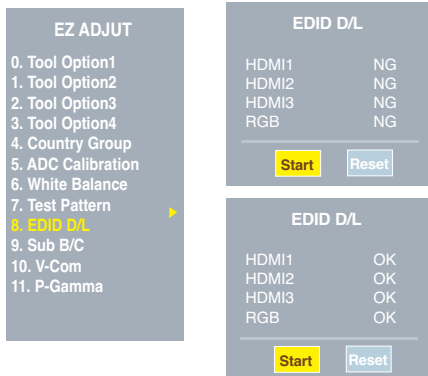 EZ ADJUT
0. Tool Option1
1. Tool Option2
2. Tool Option3
3. Tool Option4
4. Country Group
5. ADC Calibration
6. White Balance
7. Test Pattern
8. EDID D/L
9. Sub B/C
10. V-Com
11. P-Gamma
EDID D/L
HDMI1 NG
HDMI2 NG
HDMI3 NG
RGB NG
Start Reset
EDID D/L
HDMI1 OK
HDMI2 OK
HDMI3 OK
RGB OK
Start Reset